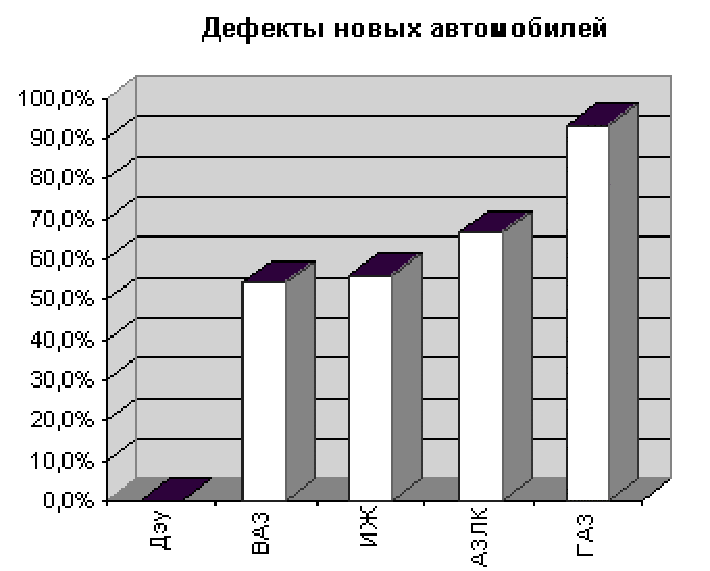 Дефекты новых автомобилей
100,0%
90,0%
80,0%
70,0%
60,0%
50,0%
40,0%
30,0%
20,0%
10,0%
0,0%
Дэу
ВАЗ
ИЖ
АЗЛК
ГАЗ